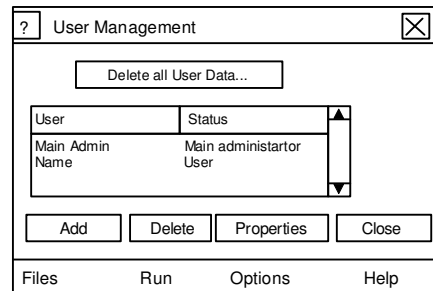 ? User Management
Delete all User Data...
User Status
Main Admin Main administartor
Name User
Add Delete Properties Close
Files Run Options Help